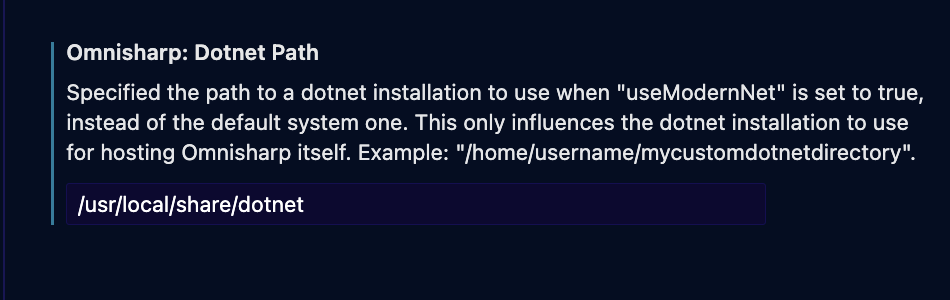 Omnisharp: Dotnet Path
Specified the path to a dotnet installation to use when "useModernNet" is set to true,
instead of the default system one. This only influences the dotnet installation to use
for hosting Omnisharp itself. Example: "/home/username/mycustomdotnetdirectory".
/usr/local/share/dotnet